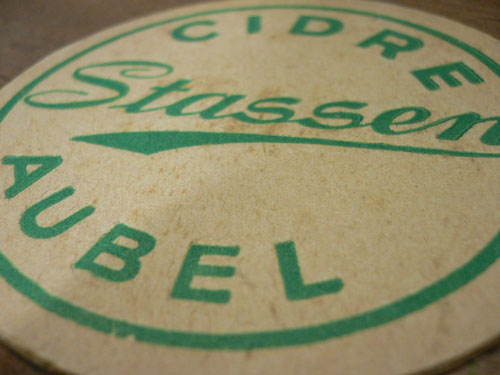 CIDRE
Stassen
AUBEL